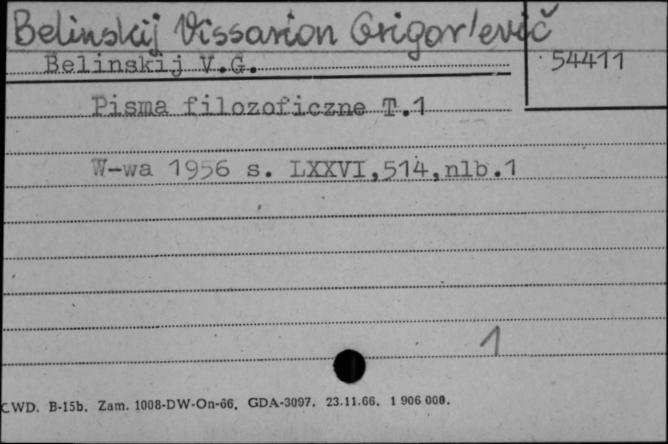 Belinskij Vissarion Grigor'evič
Belinskij V.G.
54411
Pisma filozoficzne T.1
W-wa 1956 s. LXXVI,514,nlb.1
1
CWD. B-15b. Zam. 1008-DW-On-66. GDA-3097. 23.11.66. 1 906 000.